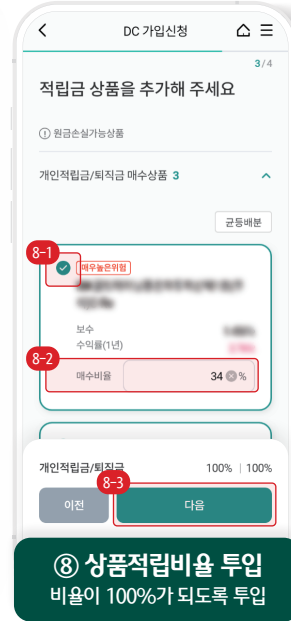 DC 가입신청
3/4
적립금 상품을 추가해 주세요
원금손실가능상품
개인적립금/퇴직금 매수상품 3
균등배분
8-1
매우높은위험
보수
수익률(1년)
8-2
매수비율 34 %
개인적립금/퇴직금 100% | 100%
8-3
이전 다음
⑧ 상품적립비율 투입
비율이 100%가 되도록 투입